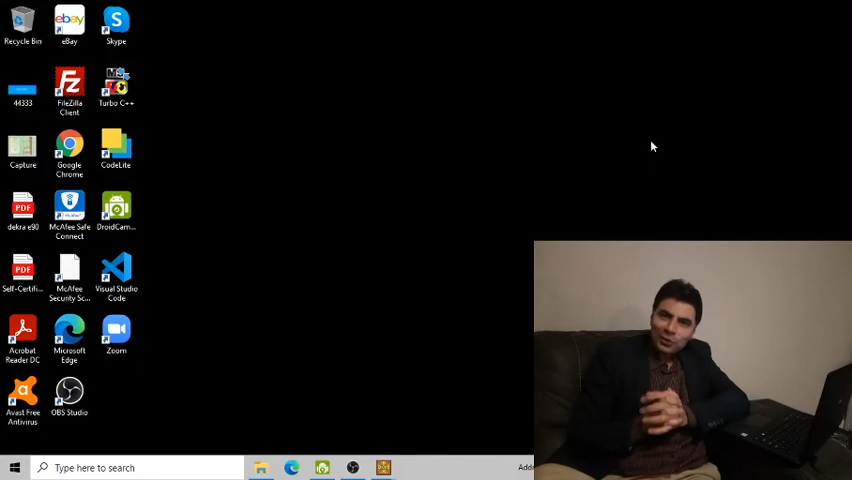 Recycle Bin
eBay
Skype
44333
FileZilla
Client
Turbo C++
Capture
Google
Chrome
CodeLite
dekra e90
McAfee Safe
Connect
DroidCam...
Self-Certifi...
McAfee
Security Sc...
Visual Studio
Code
Acrobat
Reader DC
Microsoft
Edge
Zoom
Avast Free
Antivirus
OBS Studio
Type here to search